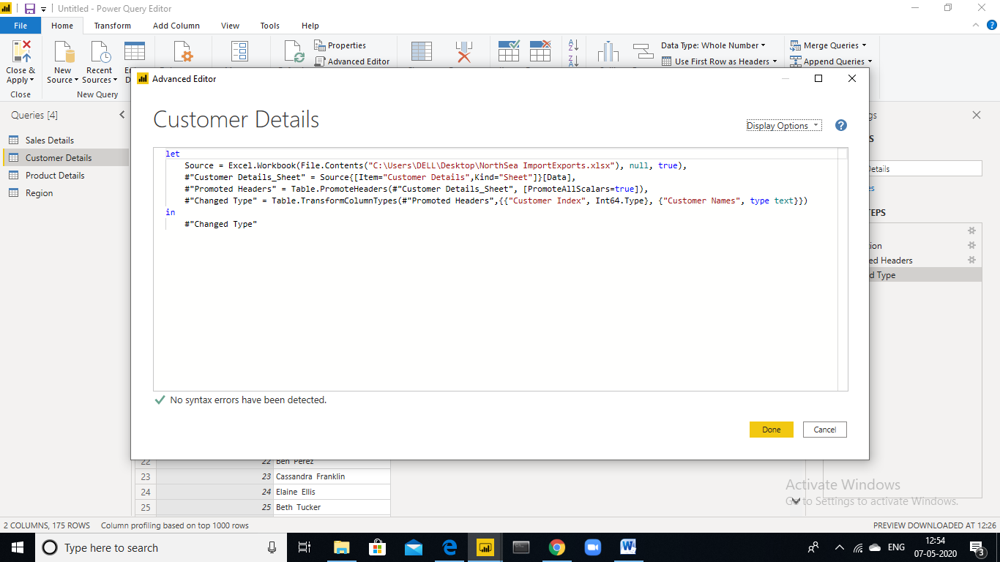 Untitled - Power Query Editor
File Home Transform Add Column View Tools Help
Close & Apply
New Source
Recent Sources
Properties
Advanced Editor
Data Type: Whole Number
Use First Row as Headers
Merge Queries
Append Queries
Close
New Query
Advanced Editor
Queries [4]
Sales Details
Customer Details
Product Details
Region
Customer Details
Display Options
let
Source = Excel.Workbook(File.Contents("C:\Users\DELL\Desktop\NorthSea ImportExports.xlsx"), null, true),
#"Customer Details_Sheet" = Source{[Item="Customer Details",Kind="Sheet"]}[Data],
#"Promoted Headers" = Table.PromoteHeaders(#"Customer Details_Sheet", [PromoteAllScalars=true]),
#"Changed Type" = Table.TransformColumnTypes(#"Promoted Headers",{{"Customer Index", Int64.Type}, {"Customer Names", type text}})
in
#"Changed Type"
No syntax errors have been detected.
Done
Cancel
22 22 Ben Perez
23 23 Cassandra Franklin
24 24 Elaine Ellis
25 25 Beth Tucker
Headers
Type
Activate Windows
Go to Settings to activate Windows.
2 COLUMNS, 175 ROWS Column profiling based on top 1000 rows
PREVIEW DOWNLOADED AT 12:26
Type here to search
ENG
12:54
07-05-2020
3